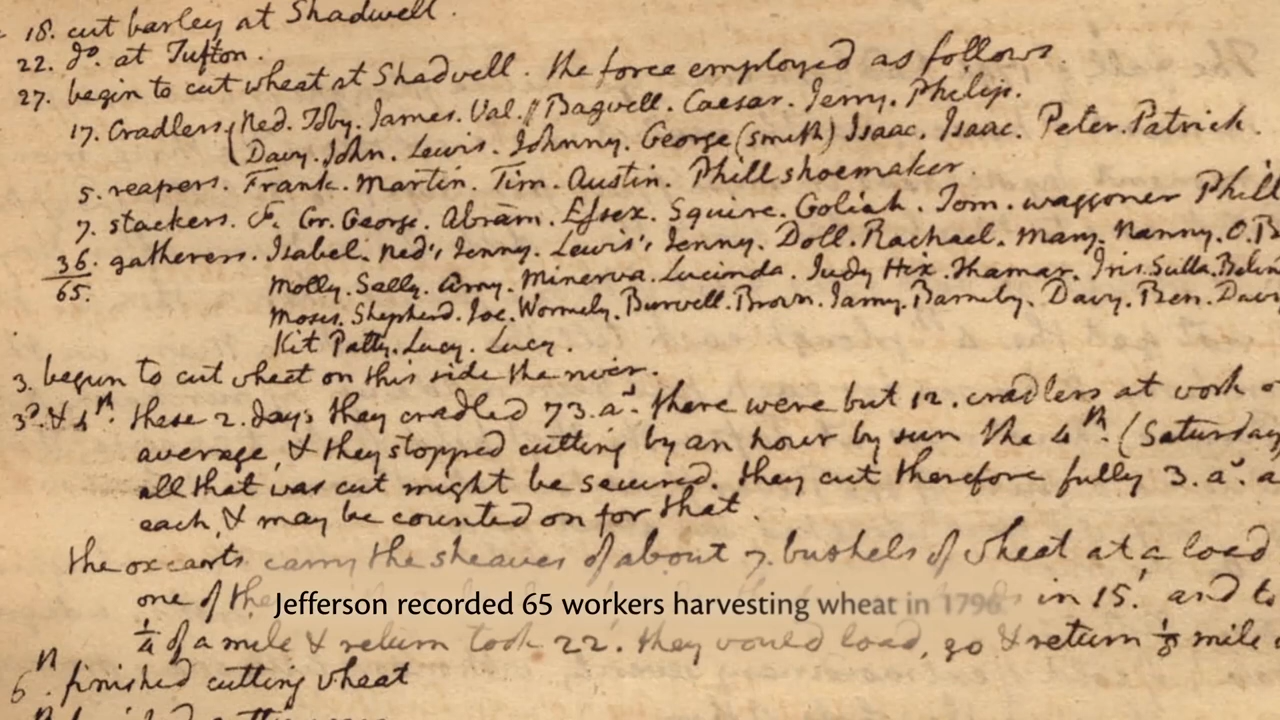 18. cut barley at Shadwell.
22. do. at Tufton.
27. begin to cut wheat at Shadwell. the force employed as follows.
17. Cradlers. Ned. Toby. James. Val. Bagwell. Caesar. Jerry. Philip.
Davy. John. Lewis. Johnny. George (smith) Isaac. Isaac. Peter. Patrick.
5. reapers. Frank. Martin. Tim. Austin. Phill shoemaker.
7. stackers. Gr. George. Abram. Essex. Squire. Goliah. Tom. waggoner Phill
36. gatherers. Isabel. Ned's Jenny. Lewis's Jenny. Doll. Rachael. Mary. Nanny. O.B
65.
Molly. Sally. Amy. Minerva. Lucinda. Judy Hix. Thamar. Iris. Sulla.
Moses. Shepherd. Joe. Wormely. Burwell. Brown. Jamy. Barnaby. Davy. Ben. Davy
Kit Patty. Lucy. Lucy.
3. begun to cut wheat on this side the river.
3d. & 4th. these 2. days they cradled 73. as. there were but 12. cradlers at work
average, & they stopped cutting by an hour by sun the 4th. (Saturday
all that was cut might be secured. they cut therefore fully 3. as. a
each, & may be counted on for that.
the oxcarts carry the sheaves of about 7. bushels of wheat at a load
one of the in 15.' and to
Jefferson recorded 65 workers harvesting wheat in 1796
1/4 of a mile & return took 22.' they would load, go & return 1/8 mile
6th. finished cutting wheat